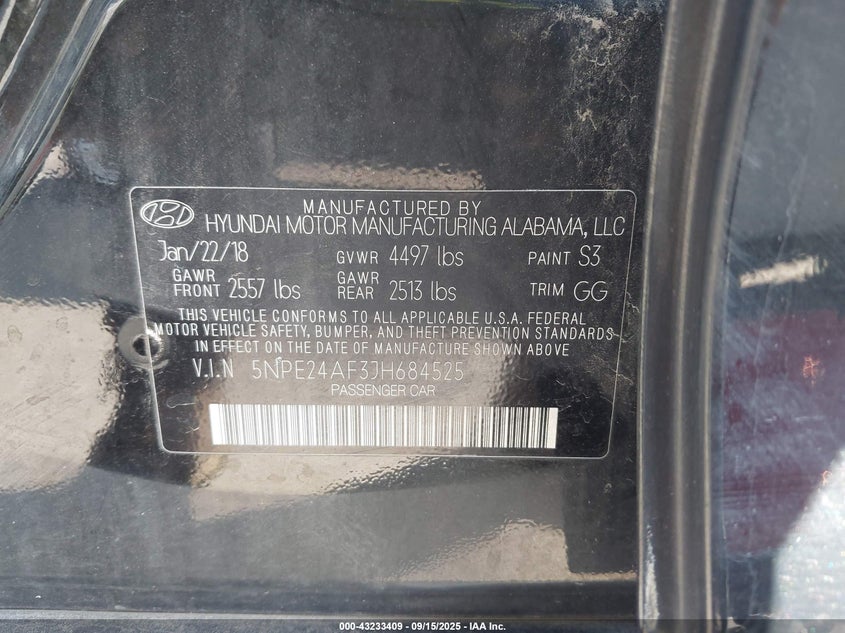 MANUFACTURED BY
HYUNDAI MOTOR MANUFACTURING ALABAMA, LLC
Jan/22/18 GVWR 4497 lbs PAINT S3
GAWR FRONT 2557 lbs GAWR REAR 2513 lbs TRIM GG
THIS VEHICLE CONFORMS TO ALL APPLICABLE U.S.A. FEDERAL
MOTOR VEHICLE SAFETY, BUMPER, AND THEFT PREVENTION STANDARDS
IN EFFECT ON THE DATE OF MANUFACTURE SHOWN ABOVE
V.I.N 5NPE24AF3JH684525
PASSENGER CAR
000-43233409 - 09/15/2025 - IAA Inc.